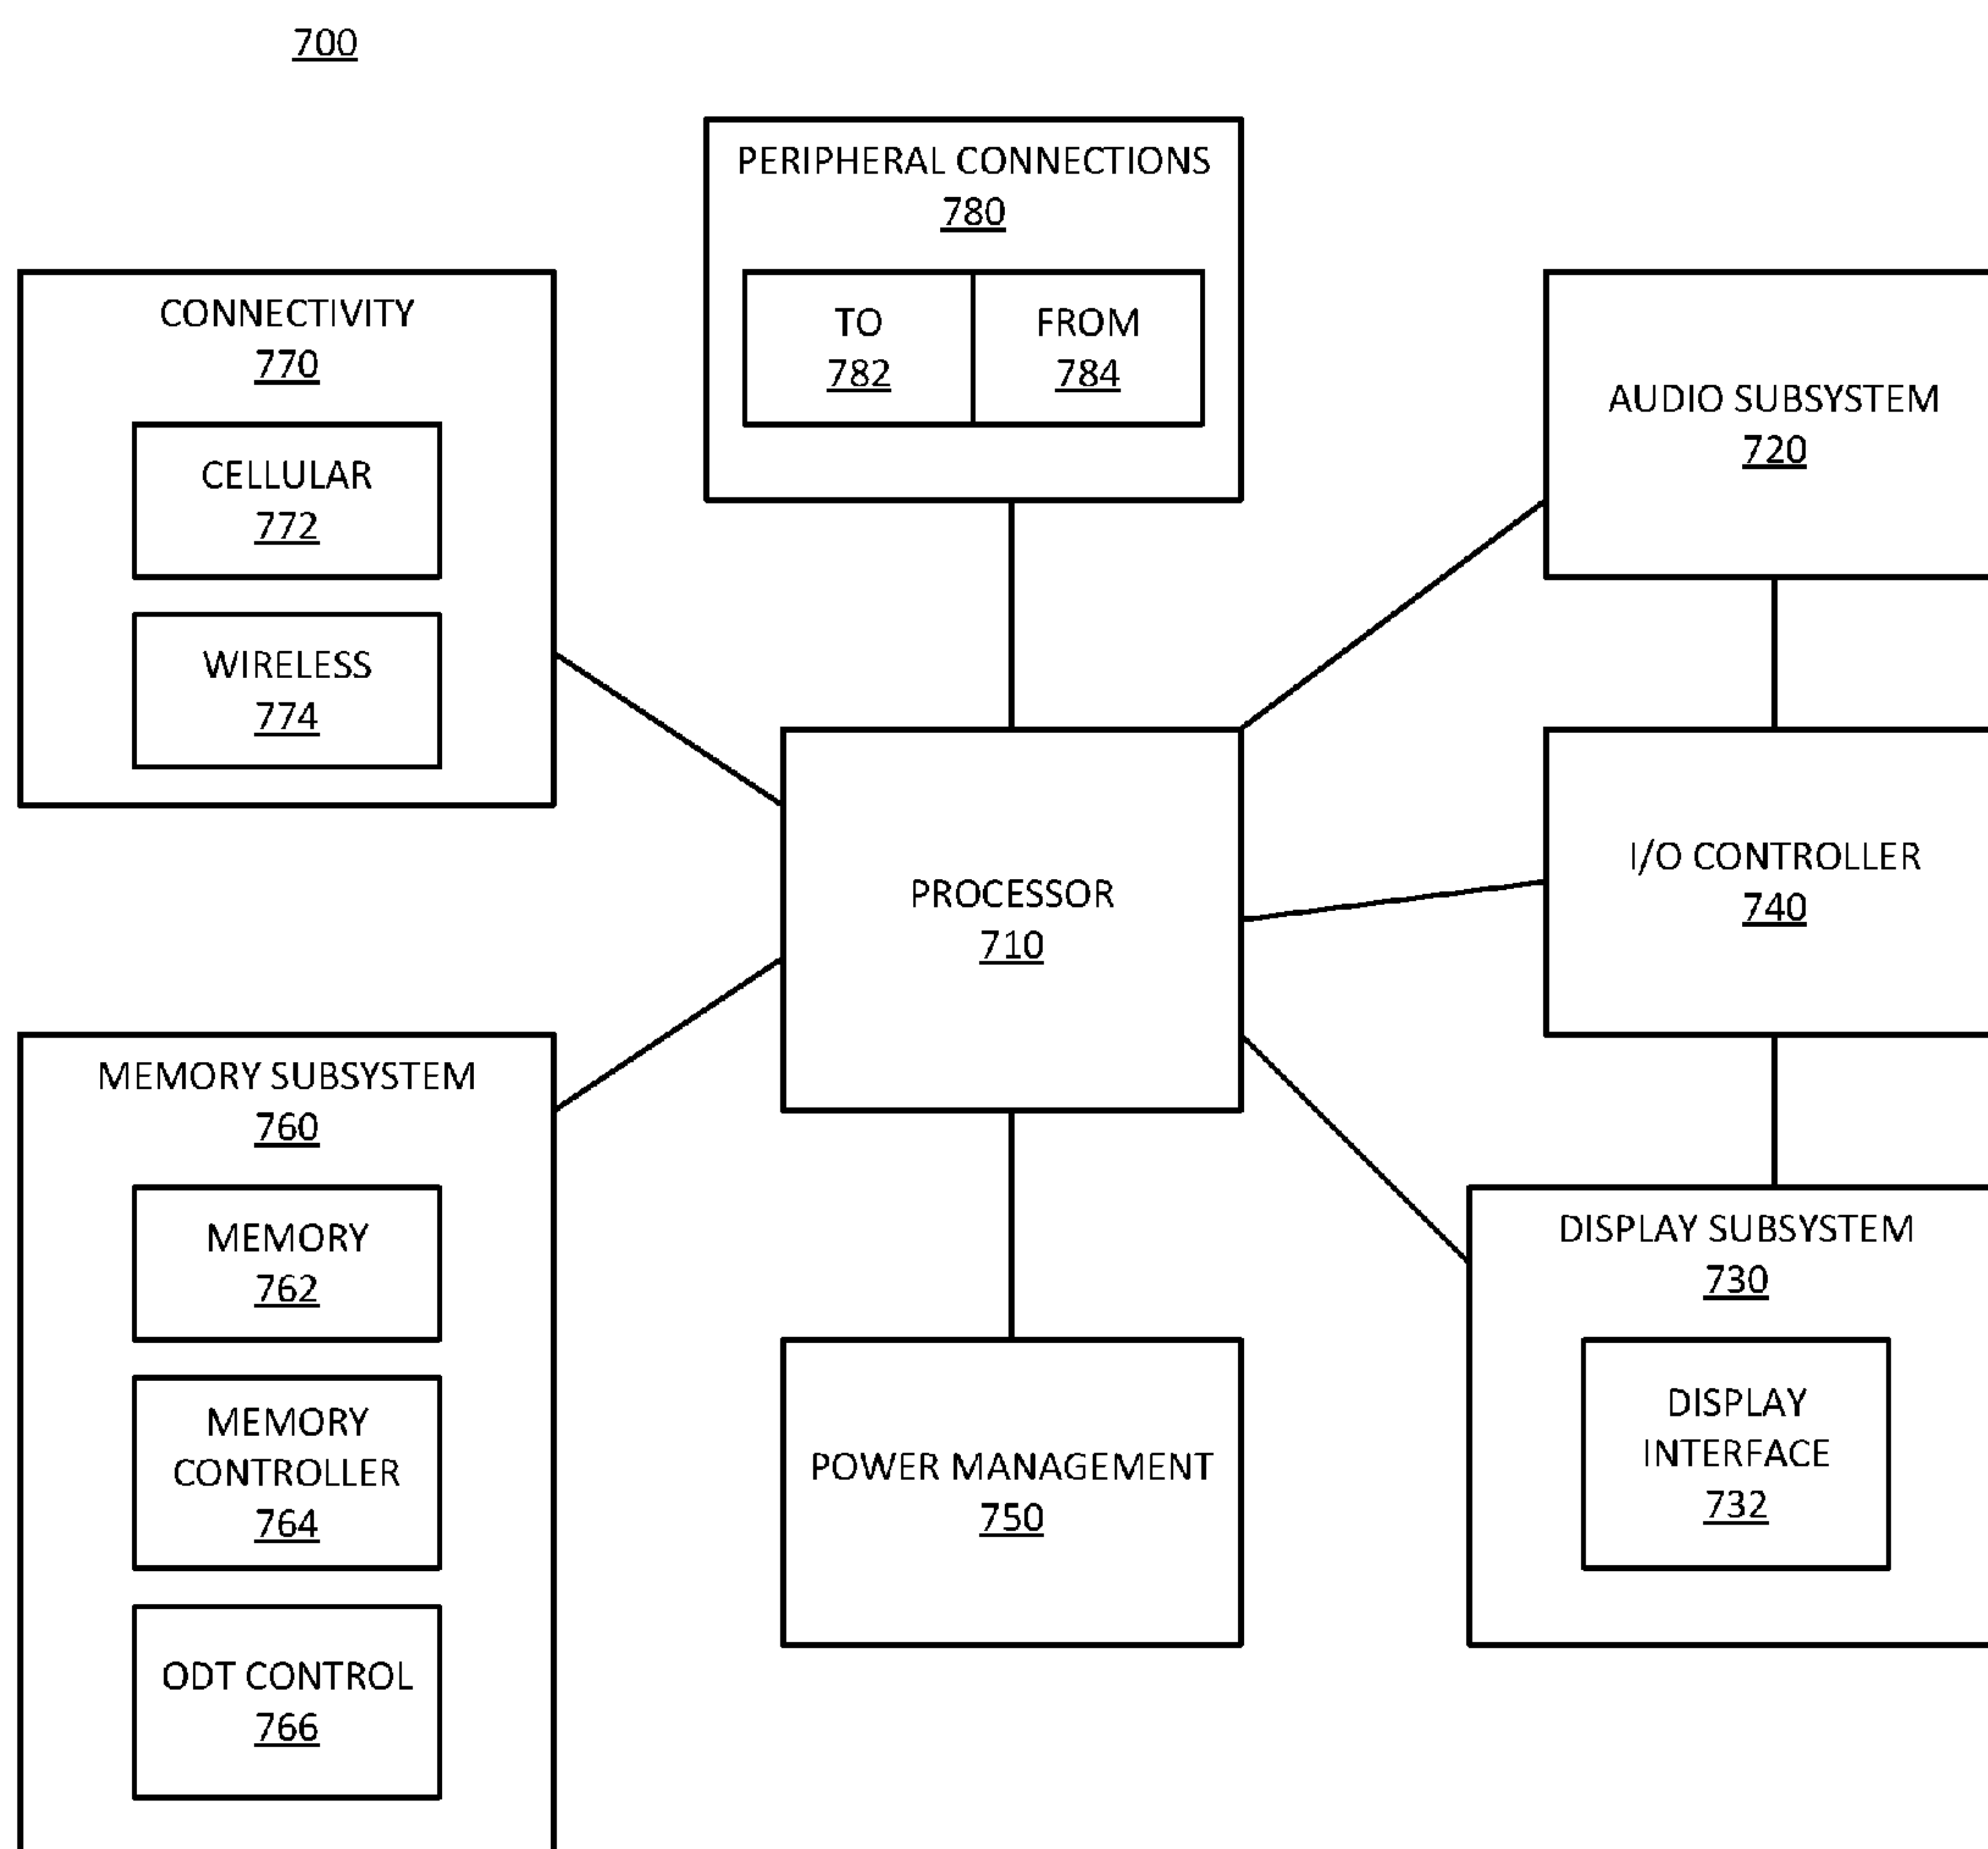 700
PERIPHERAL CONNECTIONS
780
TO
782
FROM
784
CONNECTIVITY
770
CELLULAR
772
WIRELESS
774
AUDIO SUBSYSTEM
720
PROCESSOR
710
I/O CONTROLLER
740
MEMORY SUBSYSTEM
760
MEMORY
762
MEMORY
CONTROLLER
764
ODT CONTROL
766
POWER MANAGEMENT
750
DISPLAY SUBSYSTEM
730
DISPLAY
INTERFACE
732